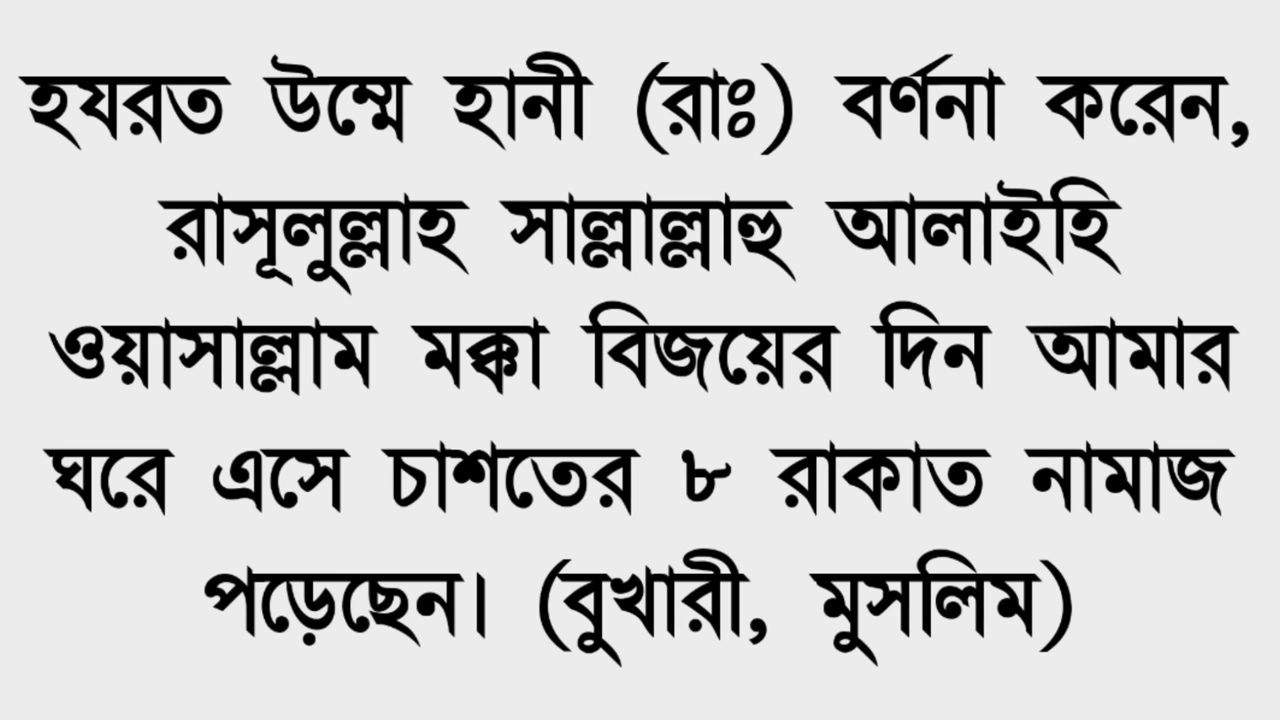 হযরত উম্মে হানী (রাঃ) বর্ণনা করেন,
রাসূলুল্লাহ সাল্লাল্লাহু আলাইহি
ওয়াসাল্লাম মক্কা বিজয়ের দিন আমার
ঘরে এসে চাশতের ৮ রাকাত নামাজ
পড়েছেন। (বুখারী, মুসলিম)